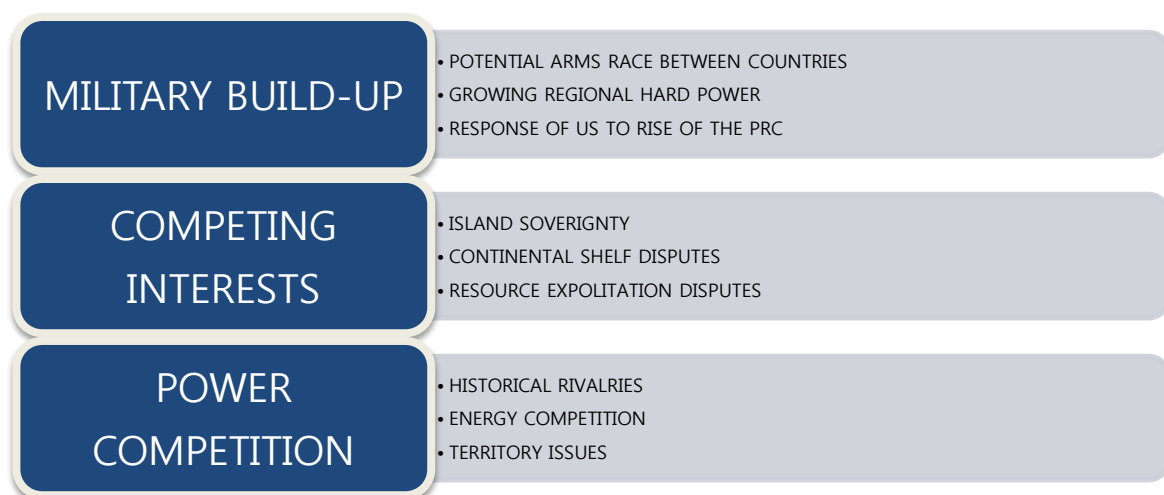 MILITARY BUILD-UP
• POTENTIAL ARMS RACE BETWEEN COUNTRIES
• GROWING REGIONAL HARD POWER
• RESPONSE OF US TO RISE OF THE PRC
COMPETING
INTERESTS
• ISLAND SOVERIGNTY
• CONTINENTAL SHELF DISPUTES
• RESOURCE EXPOLITATION DISPUTES
POWER
COMPETITION
• HISTORICAL RIVALRIES
• ENERGY COMPETITION
• TERRITORY ISSUES